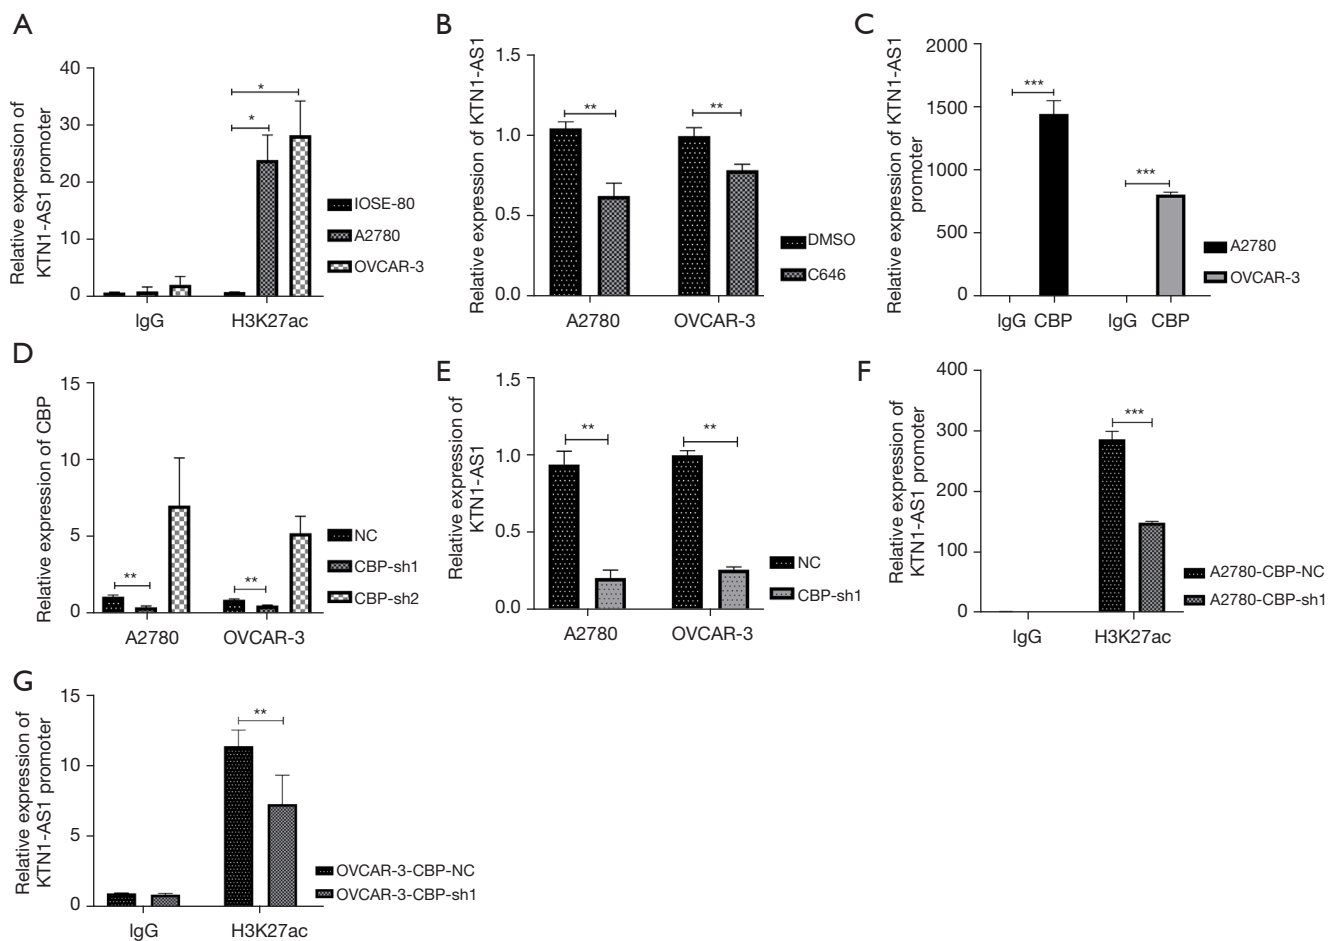 A
Relative expression of
KTN1-AS1 promoter
40
30
20
10
0
*
*
IgG
H3K27ac
IOSE-80
A2780
OVCAR-3
B
Relative expression of KTN1-AS1
1.5
1.0
0.5
0.0
**
**
A2780
OVCAR-3
DMSO
C646
C
Relative expression of KTN1-AS1
promoter
2000
1500
1000
500
0
***
***
IgG CBP
IgG CBP
A2780
OVCAR-3
D
Relative expression of CBP
15
10
5
0
**
**
A2780
OVCAR-3
NC
CBP-sh1
CBP-sh2
E
Relative expression of
KTN1-AS1
1.5
1.0
0.5
0.0
**
**
A2780
OVCAR-3
NC
CBP-sh1
F
Relative expression of
KTN1-AS1 promoter
400
300
200
100
0
***
IgG
H3K27ac
A2780-CBP-NC
A2780-CBP-sh1
G
Relative expression of
KTN1-AS1 promoter
15
10
5
0
**
IgG
H3K27ac
OVCAR-3-CBP-NC
OVCAR-3-CBP-sh1